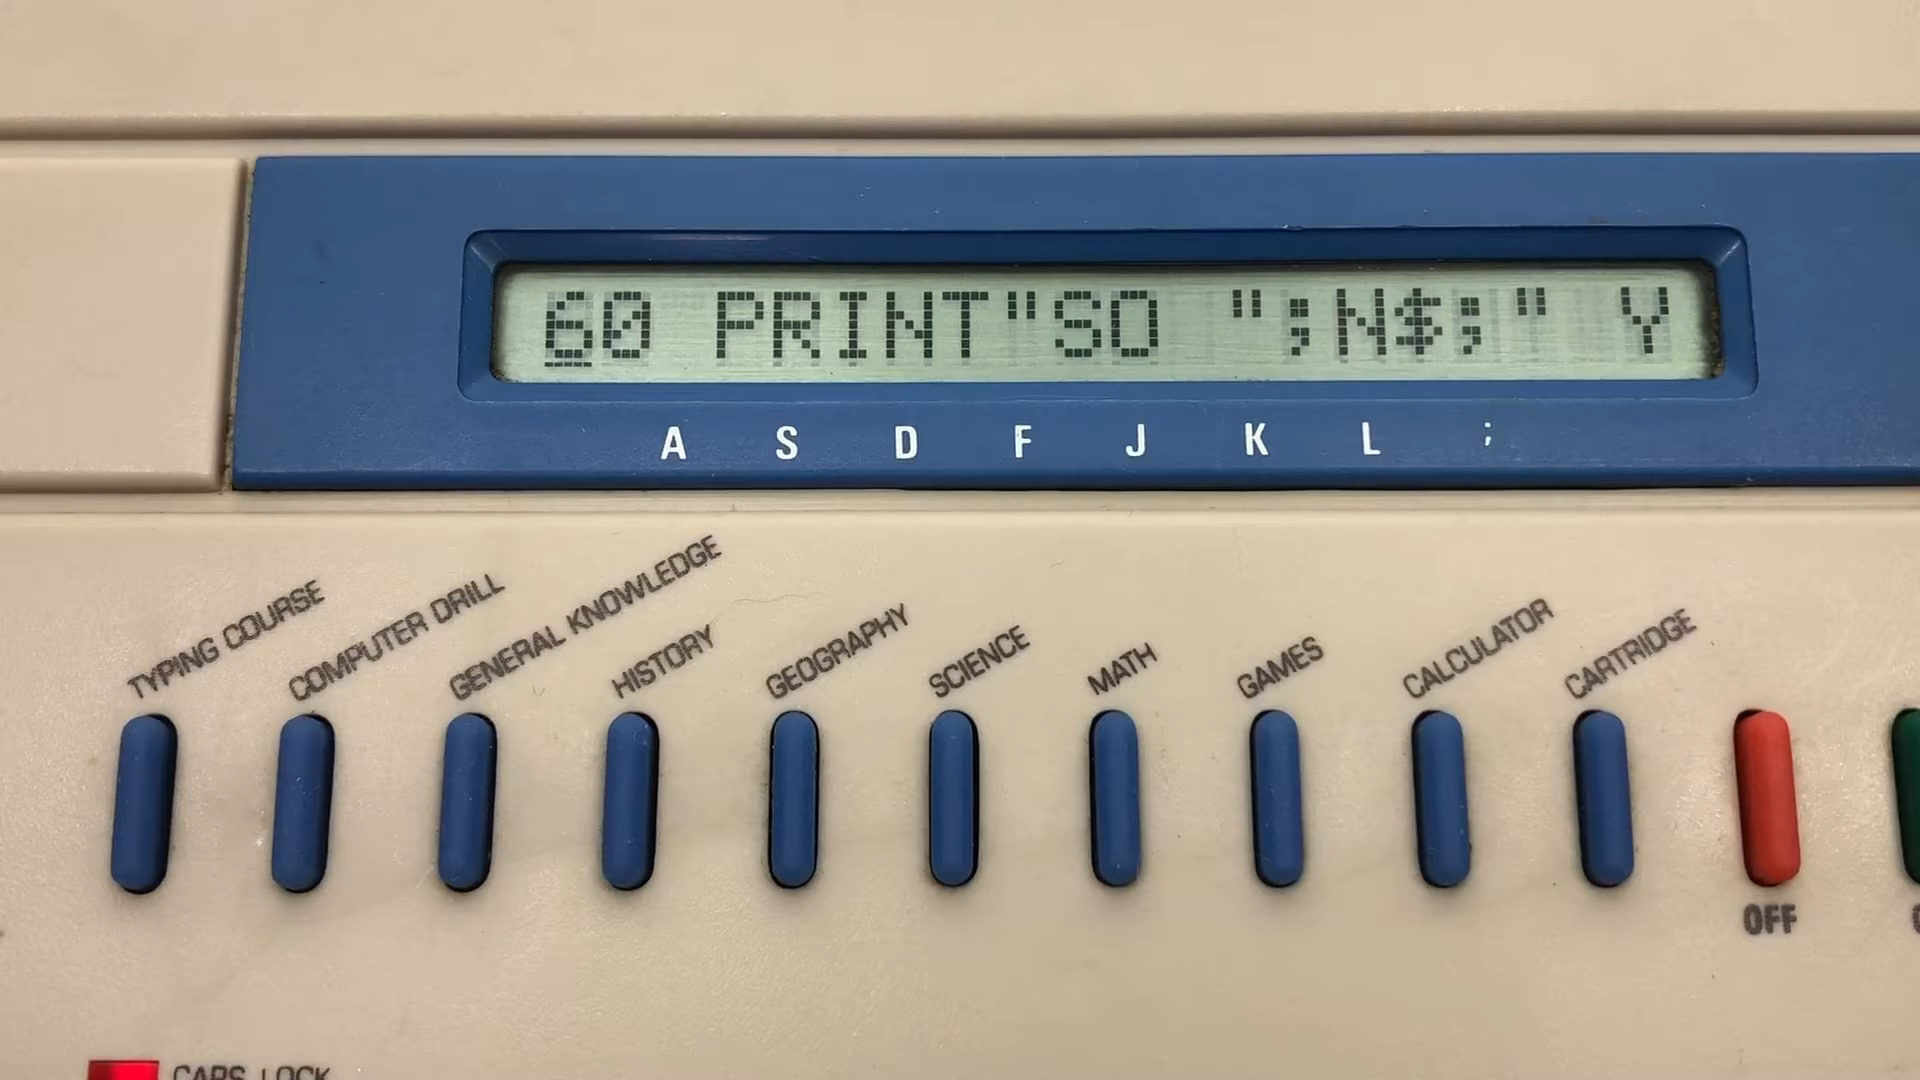 60 PRINT"SO ";N$;" Y
A S D F J K L ;
TYPING COURSE
COMPUTER DRILL
GENERAL KNOWLEDGE
HISTORY
GEOGRAPHY
SCIENCE
MATH
GAMES
CALCULATOR
CARTRIDGE
OFF
CAPS LOCK